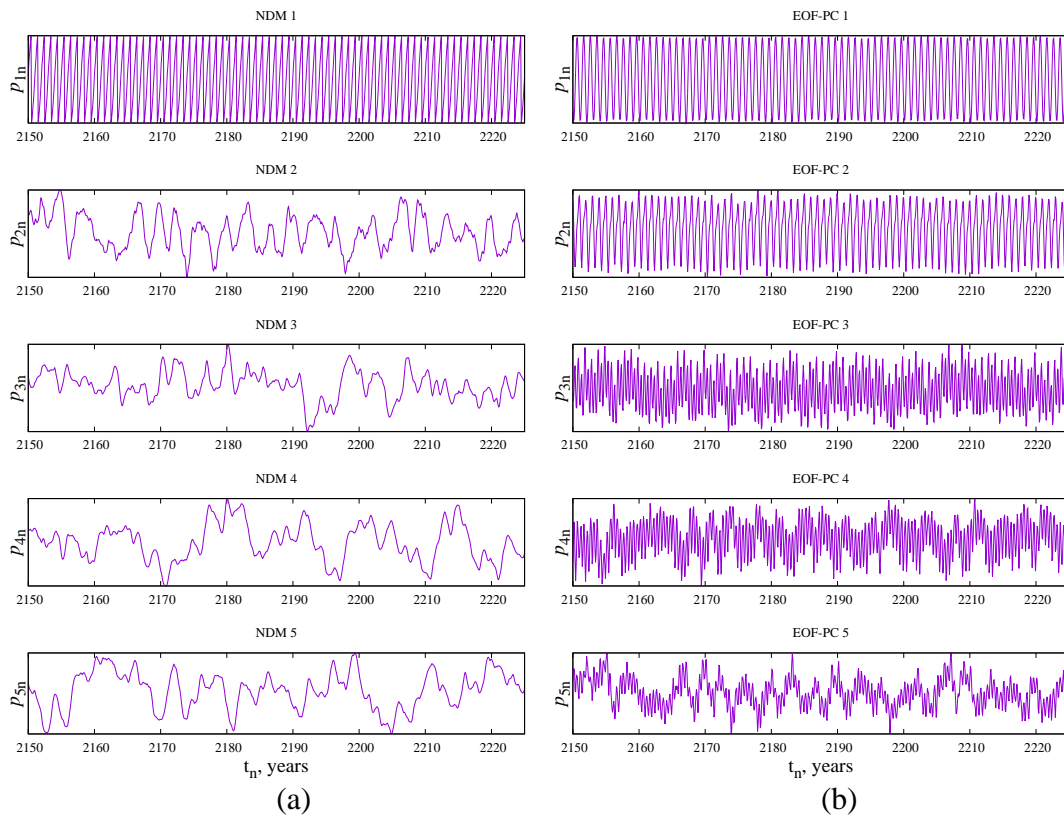 NDM 1
p1n
2150 2160 2170 2180 2190 2200 2210 2220
NDM 2
p2n
2150 2160 2170 2180 2190 2200 2210 2220
NDM 3
p3n
2150 2160 2170 2180 2190 2200 2210 2220
NDM 4
p4n
2150 2160 2170 2180 2190 2200 2210 2220
NDM 5
p5n
2150 2160 2170 2180 2190 2200 2210 2220
tn, years
(a)
EOF-PC 1
p1n
2150 2160 2170 2180 2190 2200 2210 2220
EOF-PC 2
p2n
2150 2160 2170 2180 2190 2200 2210 2220
EOF-PC 3
p3n
2150 2160 2170 2180 2190 2200 2210 2220
EOF-PC 4
p4n
2150 2160 2170 2180 2190 2200 2210 2220
EOF-PC 5
p5n
2150 2160 2170 2180 2190 2200 2210 2220
tn, years
(b)